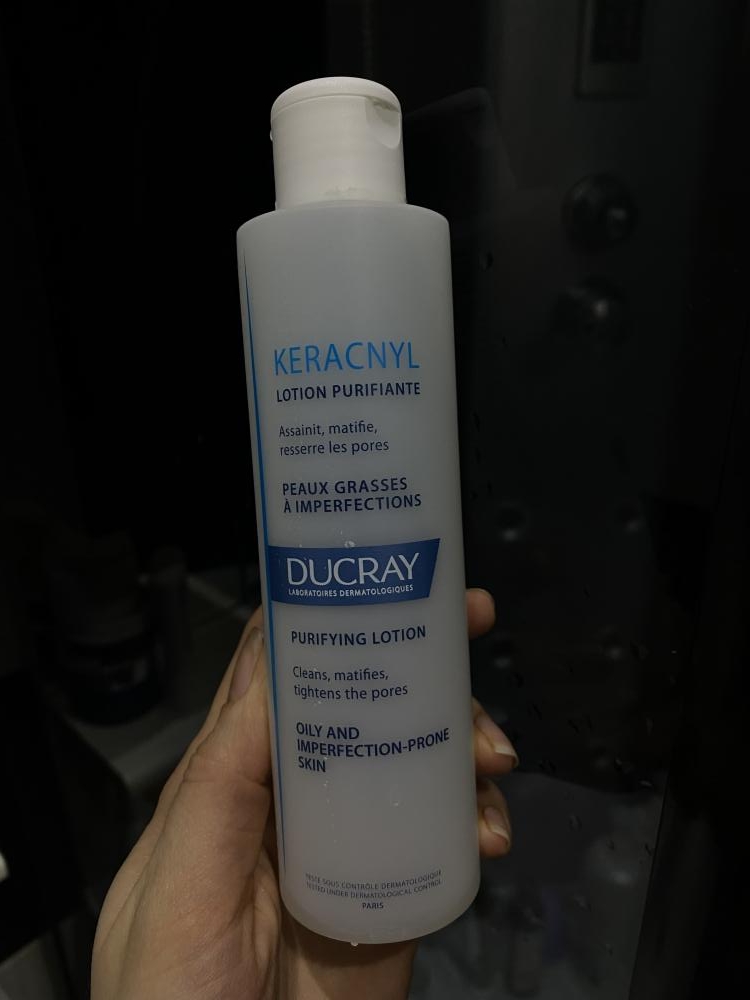 KERACNYL
LOTION PURIFIANTE
Assainit, matifie,
resserre les pores
PEAUX GRASSES
À IMPERFECTIONS
DUCRAY
LABORATOIRES DERMATOLOGIQUES
PURIFYING LOTION
Cleans, matifies,
tightens the pores
OILY AND
IMPERFECTION-PRONE
SKIN
TESTÉ SOUS CONTRÔLE DERMATOLOGIQUE
TESTED UNDER DERMATOLOGICAL CONTROL
PARIS